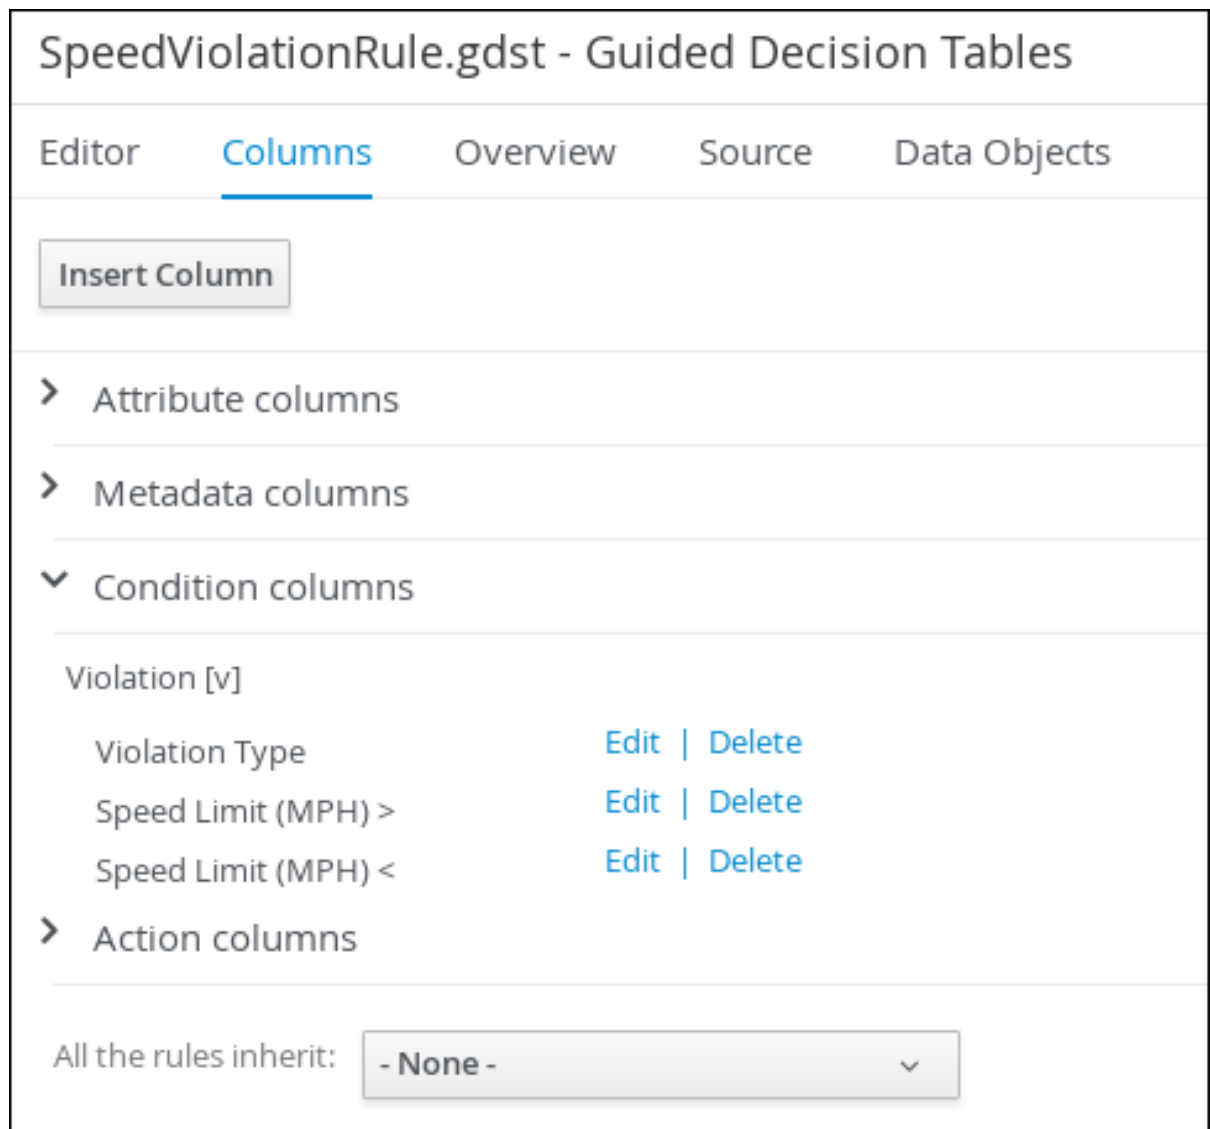 SpeedViolationRule.gdst - Guided Decision Tables
Editor Columns Overview Source Data Objects
Insert Column
Attribute columns
Metadata columns
Condition columns
Violation [v]
Violation Type Edit | Delete
Speed Limit (MPH) > Edit | Delete
Speed Limit (MPH) < Edit | Delete
Action columns
All the rules inherit: - None -